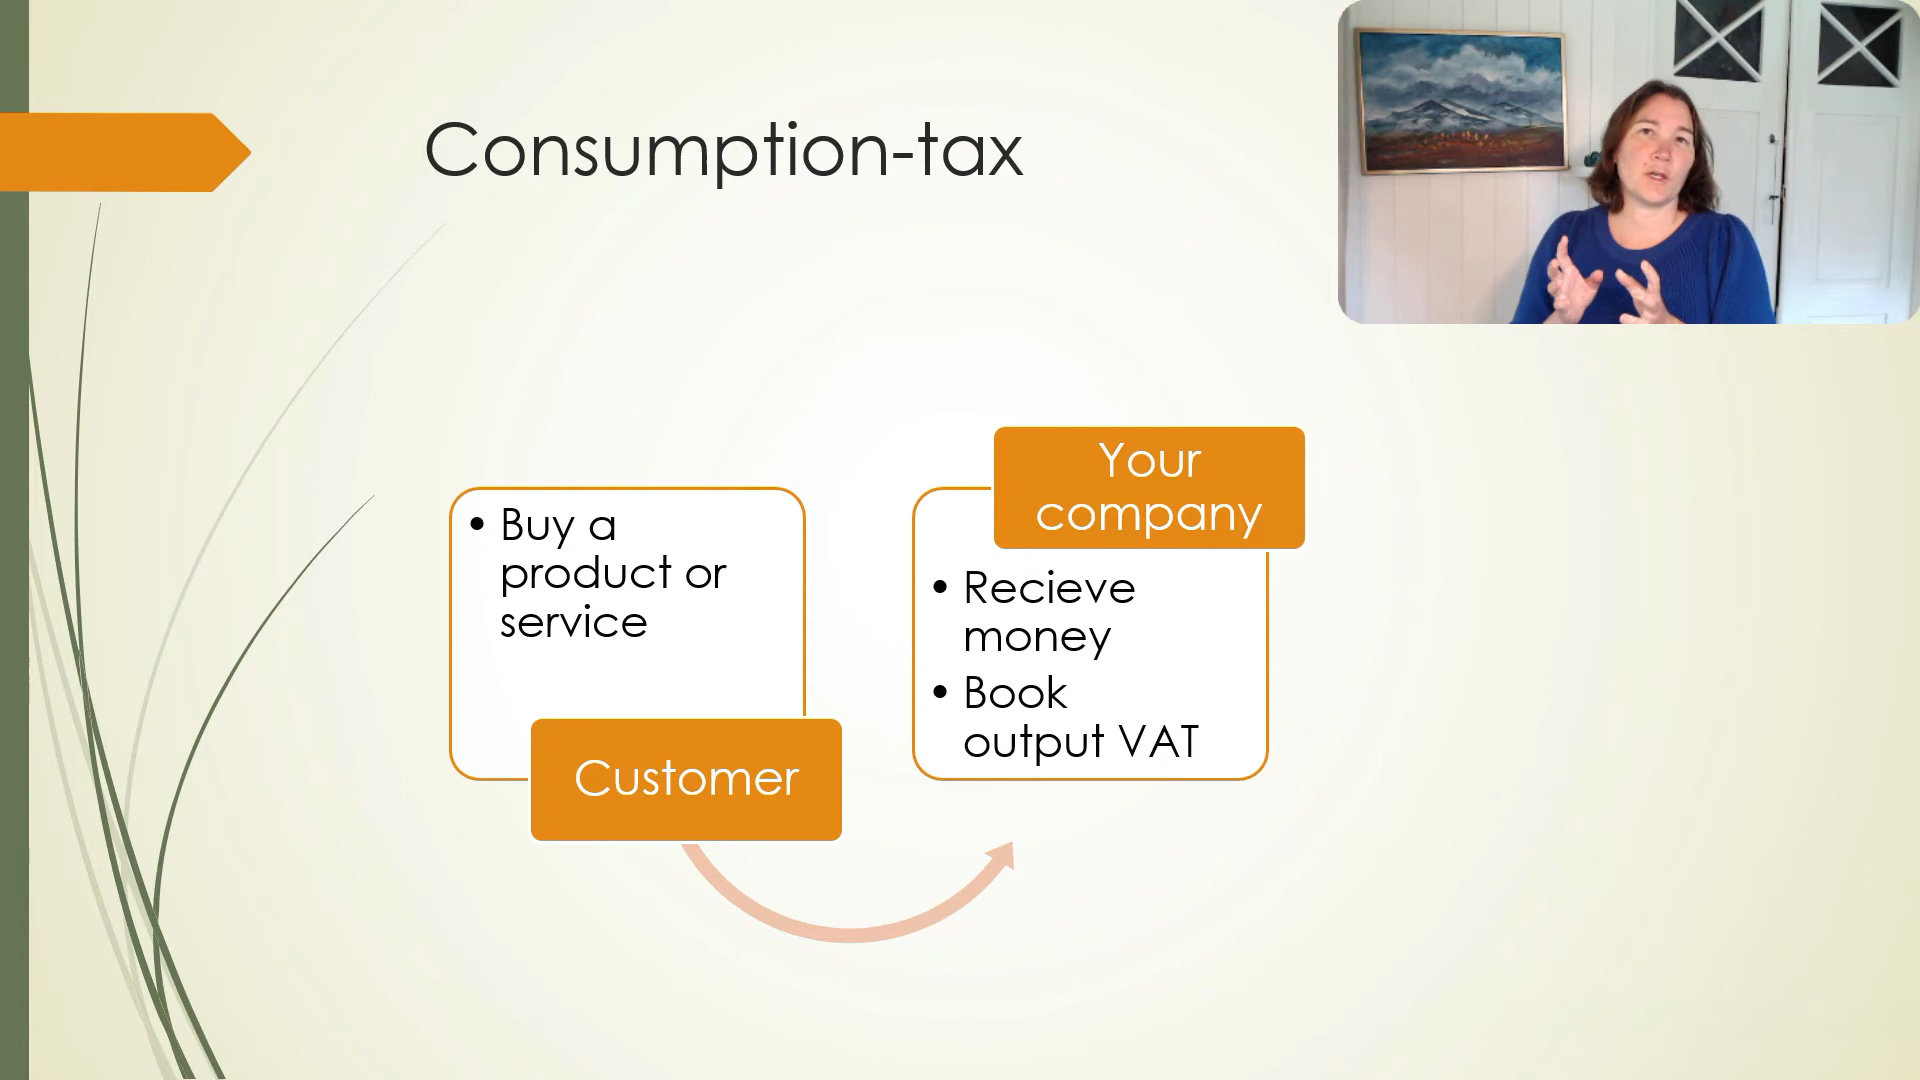 Consumption-tax
• Buy a
product or
service
Customer
Your
company
• Recieve
money
• Book
output VAT